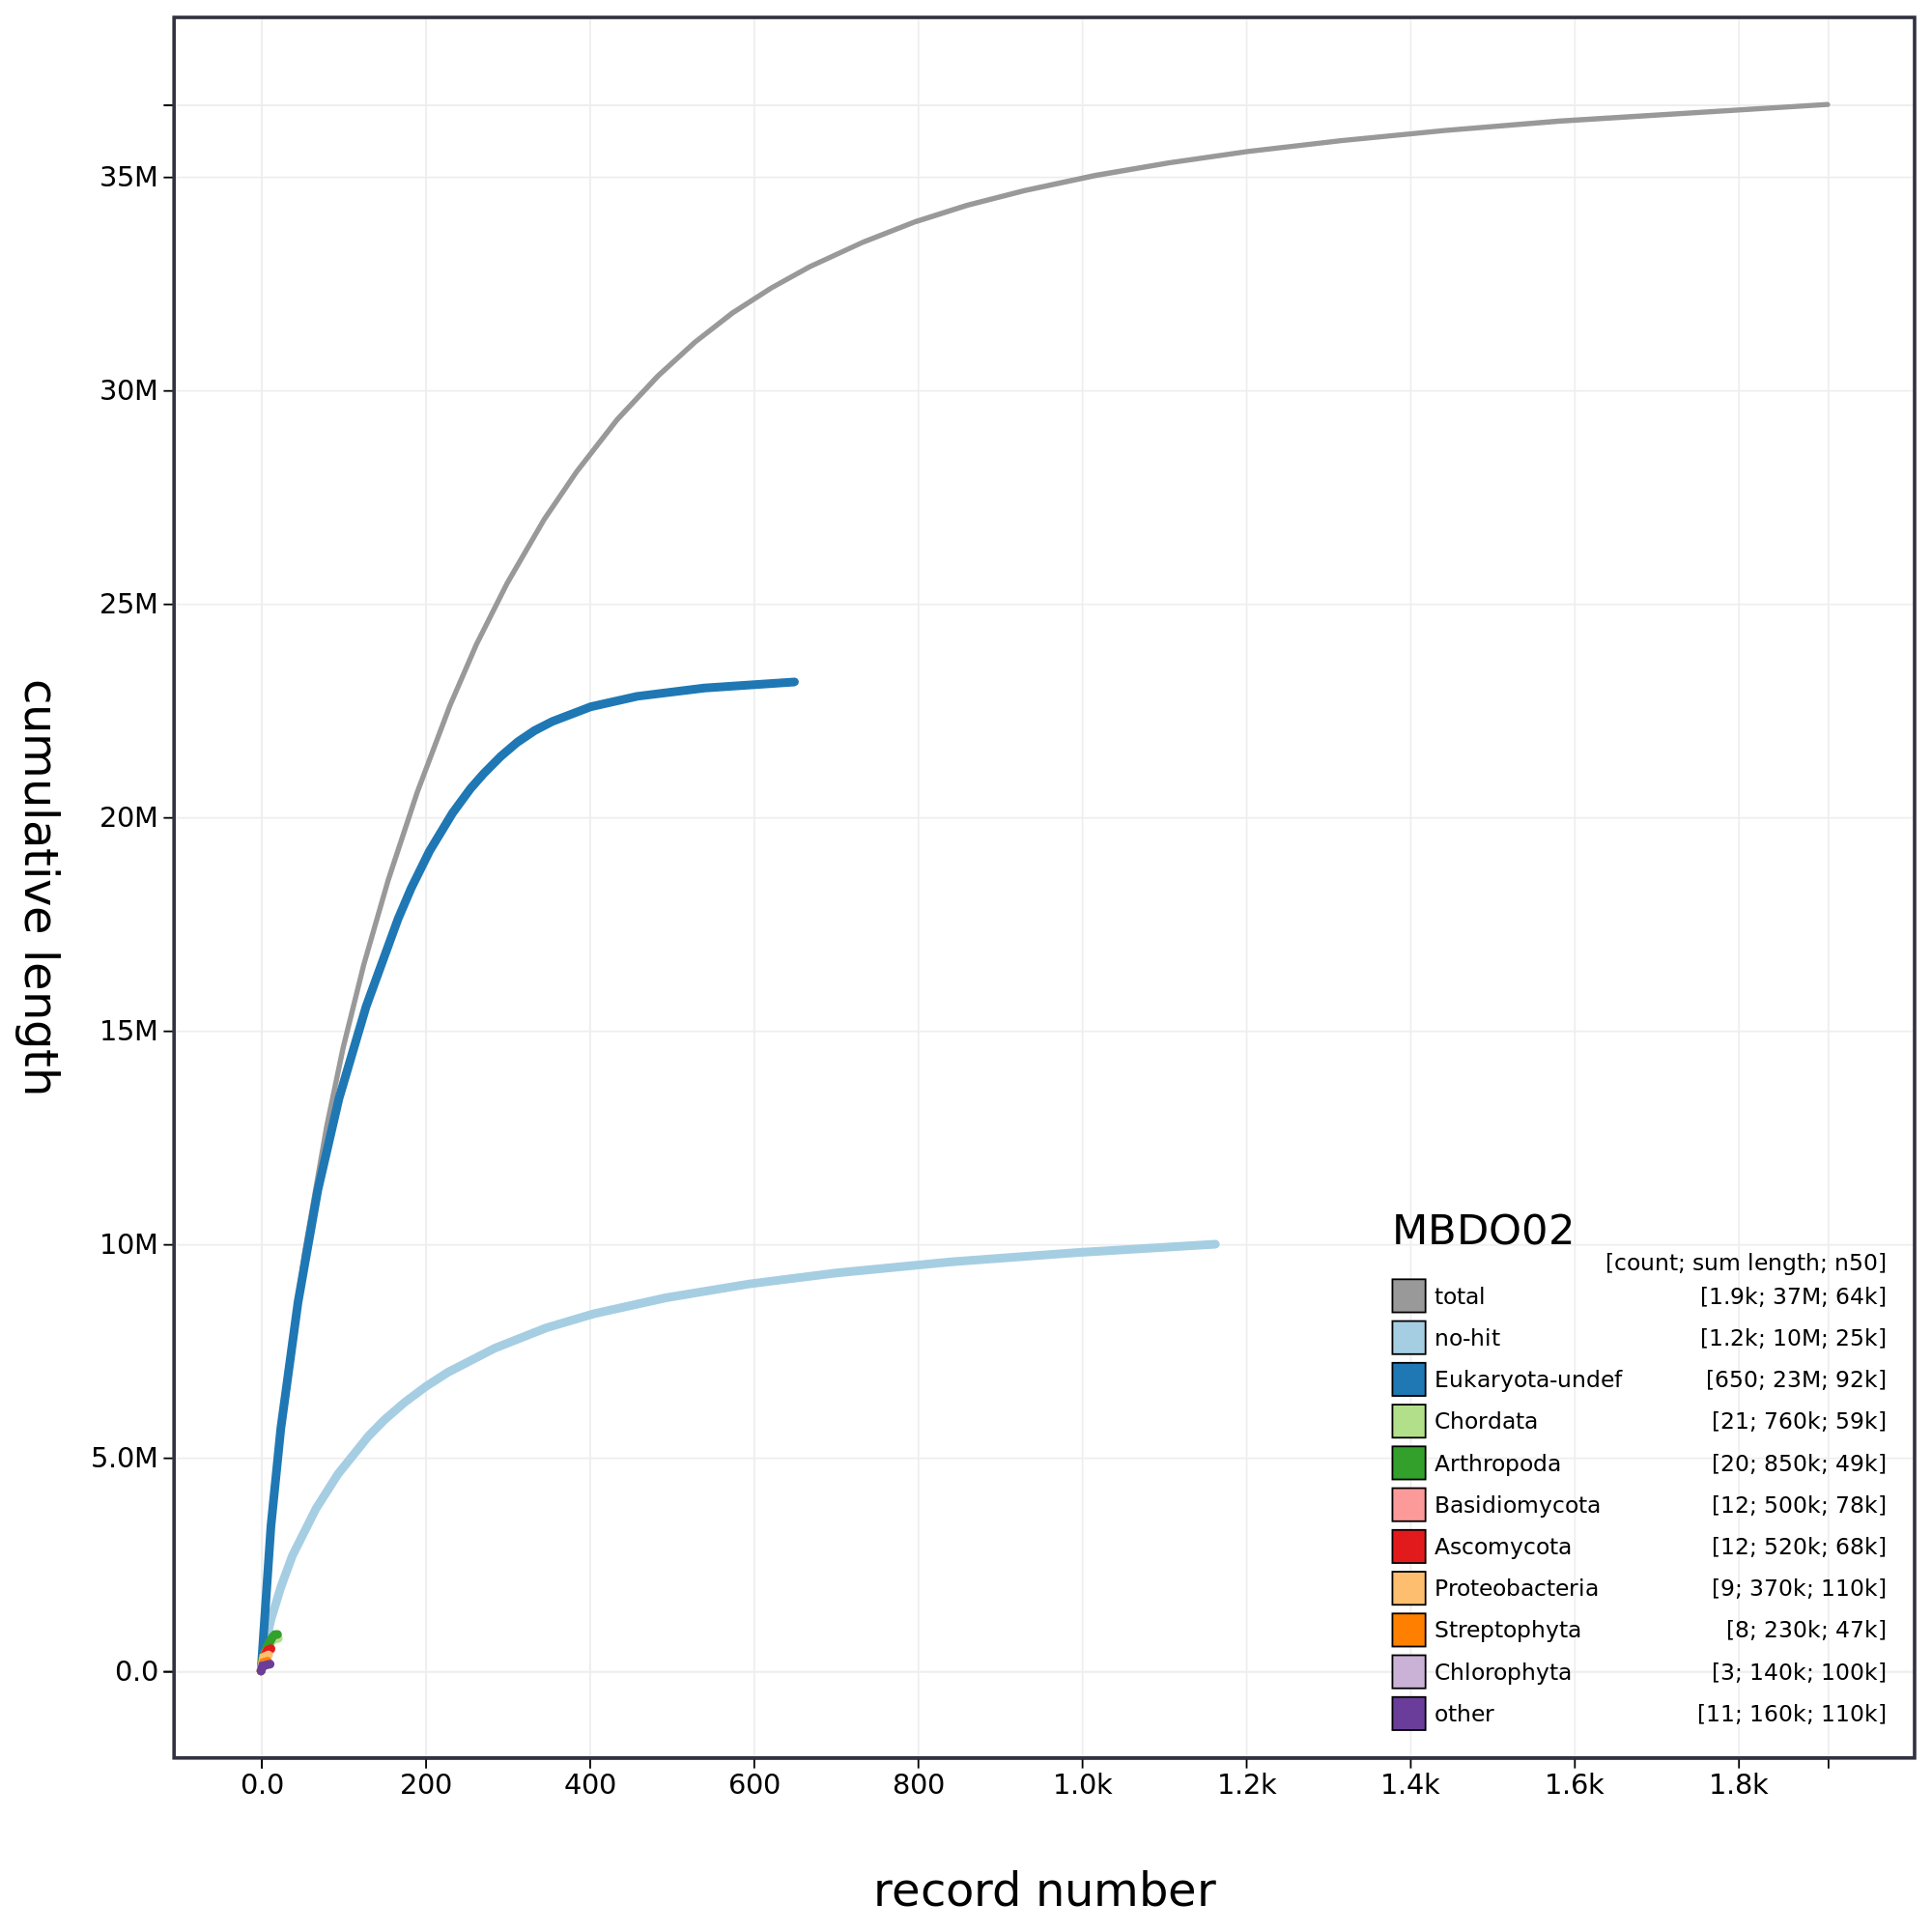 cumulative length
35M
30M
25M
20M
15M
10M
5.0M
0.0
MBDO02
[count; sum length; n50]
total [1.9k; 37M; 64k]
no-hit [1.2k; 10M; 25k]
Eukaryota-undef [650; 23M; 92k]
Chordata [21; 760k; 59k]
Arthropoda [20; 850k; 49k]
Basidiomycota [12; 500k; 78k]
Ascomycota [12; 520k; 68k]
Proteobacteria [9; 370k; 110k]
Streptophyta [8; 230k; 47k]
Chlorophyta [3; 140k; 100k]
other [11; 160k; 110k]
0.0 200 400 600 800 1.0k 1.2k 1.4k 1.6k 1.8k
record number